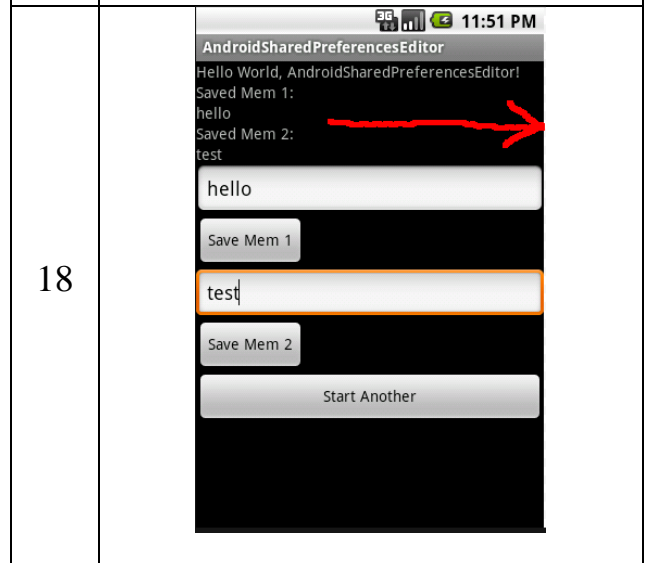 3G 11:51 PM
AndroidSharedPreferencesEditor
Hello World, AndroidSharedPreferencesEditor!
Saved Mem 1:
hello
Saved Mem 2:
test
hello
Save Mem 1
18
test
Save Mem 2
Start Another